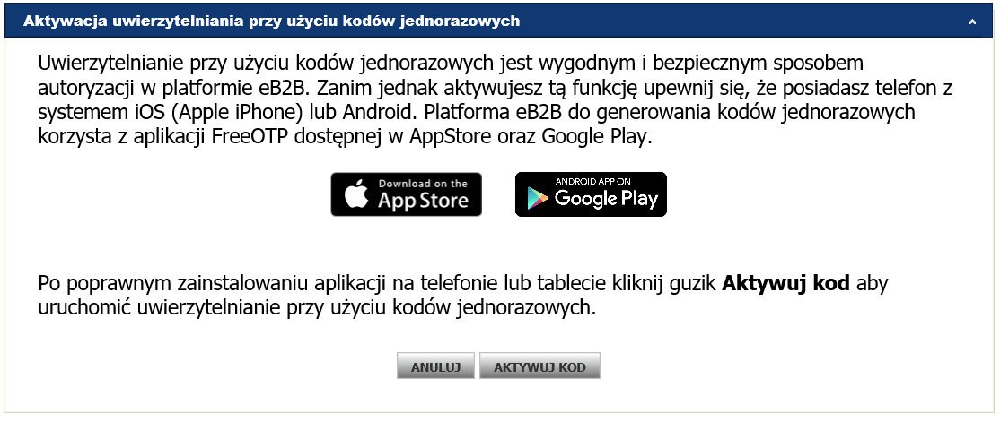 Aktywacja uwierzytelniania przy użyciu kodów jednorazowych
Uwierzytelnianie przy użyciu kodów jednorazowych jest wygodnym i bezpiecznym sposobem
autoryzacji w platformie eB2B. Zanim jednak aktywujesz tą funkcję upewnij się, że posiadasz telefon z
systemem iOS (Apple iPhone) lub Android. Platforma eB2B do generowania kodów jednorazowych
korzysta z aplikacji FreeOTP dostępnej w AppStore oraz Google Play.
Download on the
App Store
ANDROID APP ON
Google Play
Po poprawnym zainstalowaniu aplikacji na telefonie lub tablecie kliknij guzik Aktywuj kod aby
uruchomić uwierzytelnianie przy użyciu kodów jednorazowych.
ANULUJ AKTYWUJ KOD